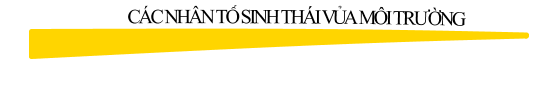 CÁC NHÂN TỐ SINH THÁI VỦA MÔI TRƯỜNG